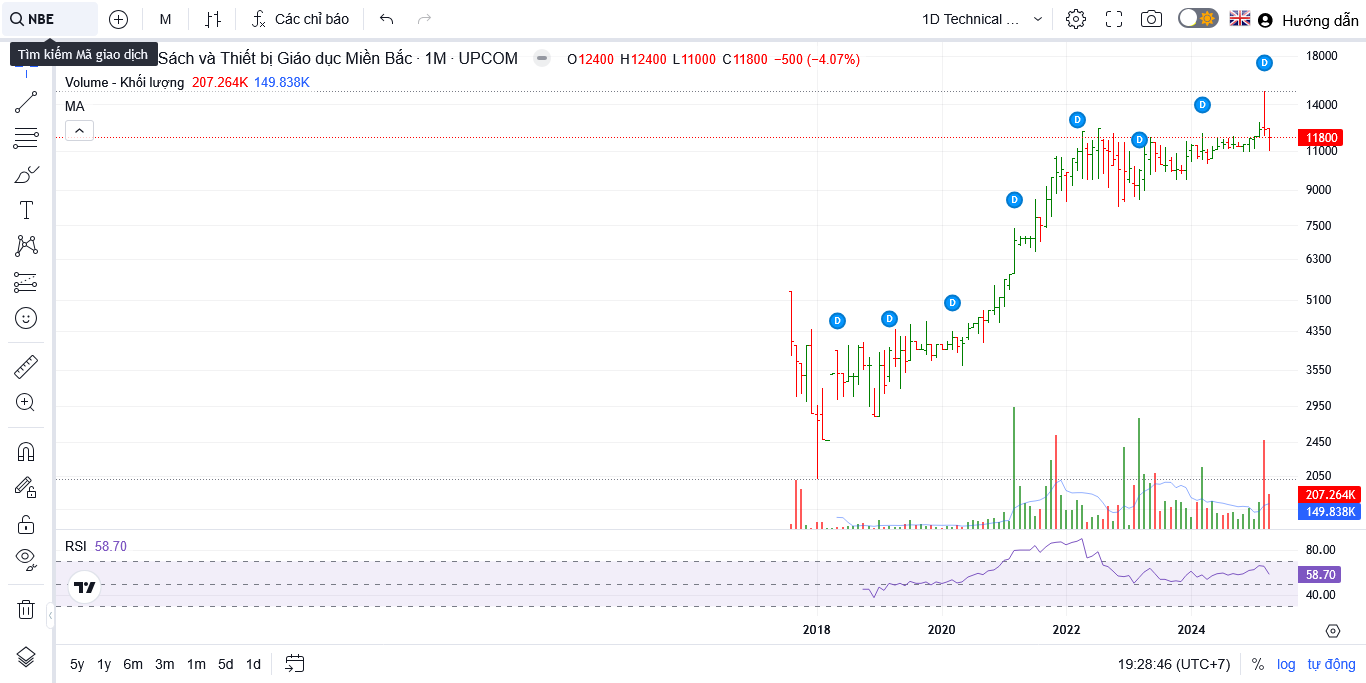 NBE
M
Các chỉ báo
1D Technical ...
Hướng dẫn
Tìm kiếm Mã giao dịch
Sách và Thiết bị Giáo dục Miền Bắc · 1M · UPCOM
O12400 H12400 L11000 C11800 −500 (−4.07%)
Volume - Khối lượng 207.264K 149.838K
MA
D
D
D
D
D
D
D
D
18000
14000
11800
11000
9000
7500
6300
5100
4350
3550
2950
2450
2050
207.264K
149.838K
RSI 58.70
80.00
58.70
40.00
2018 2020 2022 2024
5y 1y 6m 3m 1m 5d 1d
19:28:46 (UTC+7) % log tự động